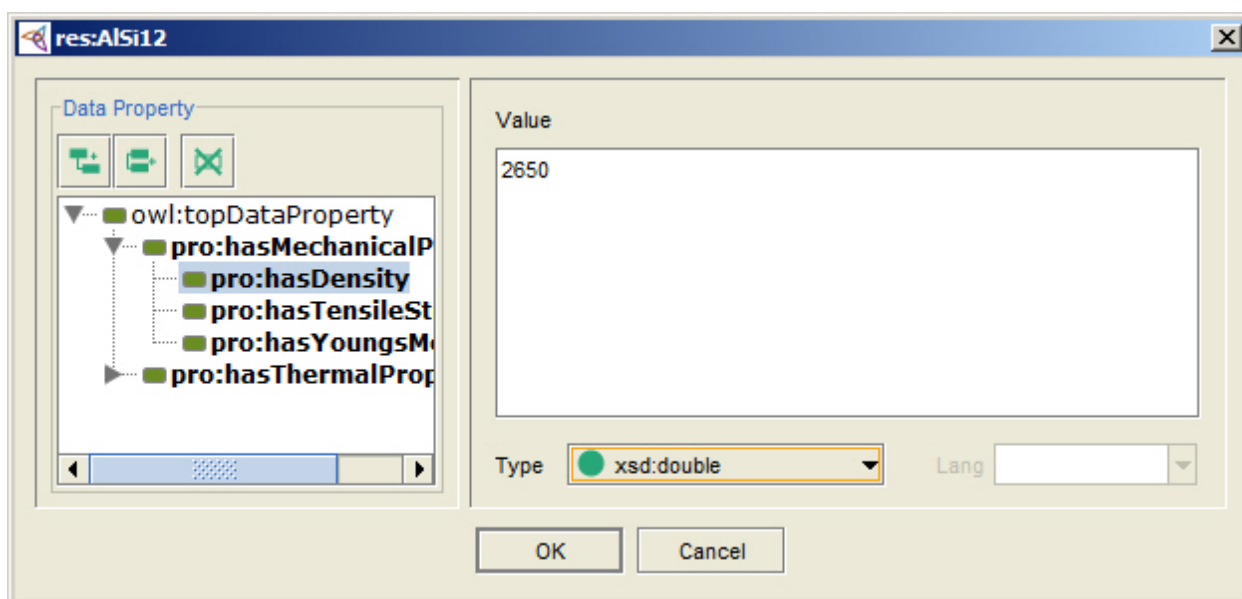 res:AlSi12
Data Property
owl:topDataProperty
pro:hasMechanicalP
pro:hasDensity
pro:hasTensileSt
pro:hasYoungsMo
pro:hasThermalProp
Value
2650
Type
xsd:double
Lang
OK
Cancel